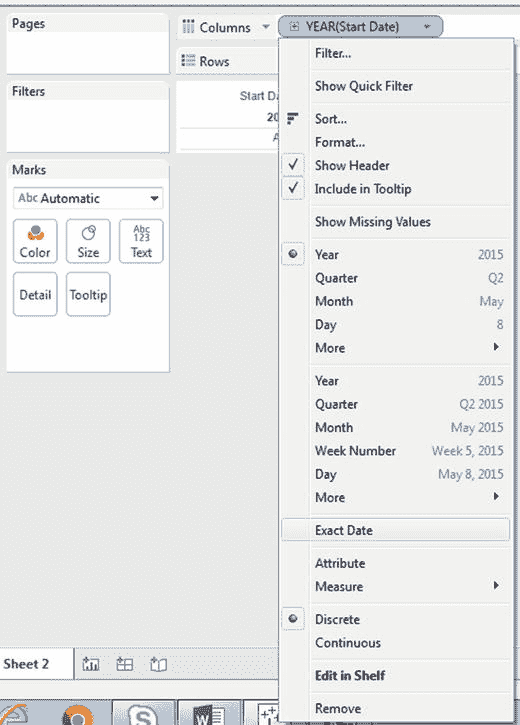 Pages
Columns
YEAR(Start Date)
Rows
Filters
Start Da
20
A
Marks
Abc Automatic
Color
Size
Abc
123
Text
Detail
Tooltip
Filter...
Show Quick Filter
Sort...
Format...
Show Header
Include in Tooltip
Show Missing Values
Year 2015
Quarter Q2
Month May
Day 8
More
Year 2015
Quarter Q2 2015
Month May 2015
Week Number Week 5, 2015
Day May 8, 2015
More
Exact Date
Attribute
Measure
Discrete
Continuous
Edit in Shelf
Remove
Sheet 2